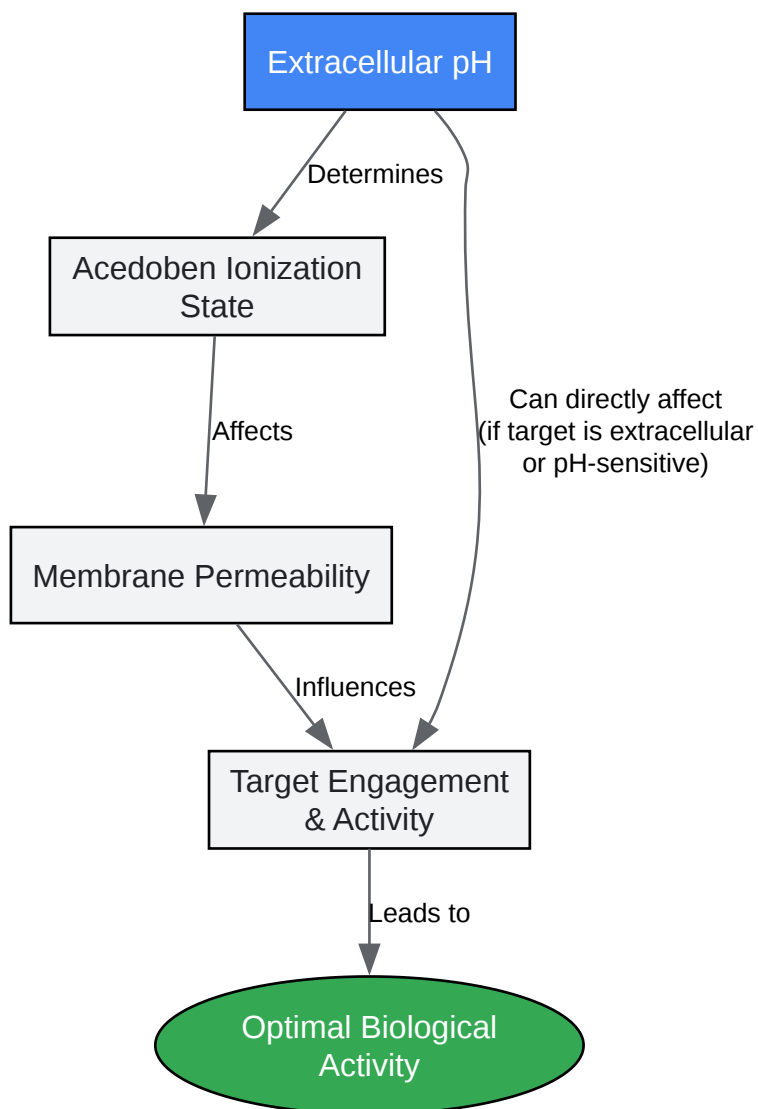 Extracellular pH
Determines
Acedoben Ionization
State
Affects
Can directly affect
(if target is extracellular
or pH-sensitive)
Membrane Permeability
Influences
Target Engagement
& Activity
Leads to
Optimal Biological
Activity